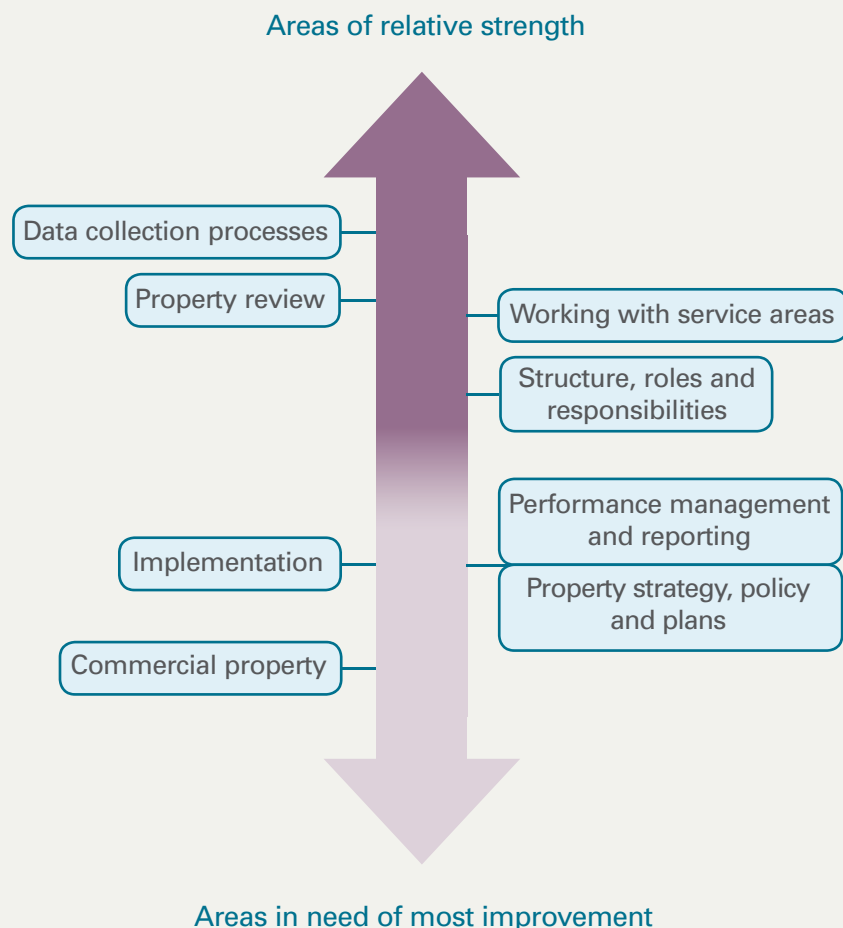 Areas of relative strength
Data collection processes
Property review
Working with service areas
Structure, roles and
responsibilities
Performance management
and reporting
Implementation
Property strategy, policy
and plans
Commercial property
Areas in need of most improvement